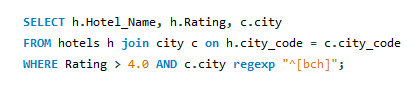 SELECT h.Hotel_Name, h.Rating, c.city
FROM hotels h join city c on h.city_code = c.city_code
WHERE Rating > 4.0 AND c.city regexp "^[bch]";